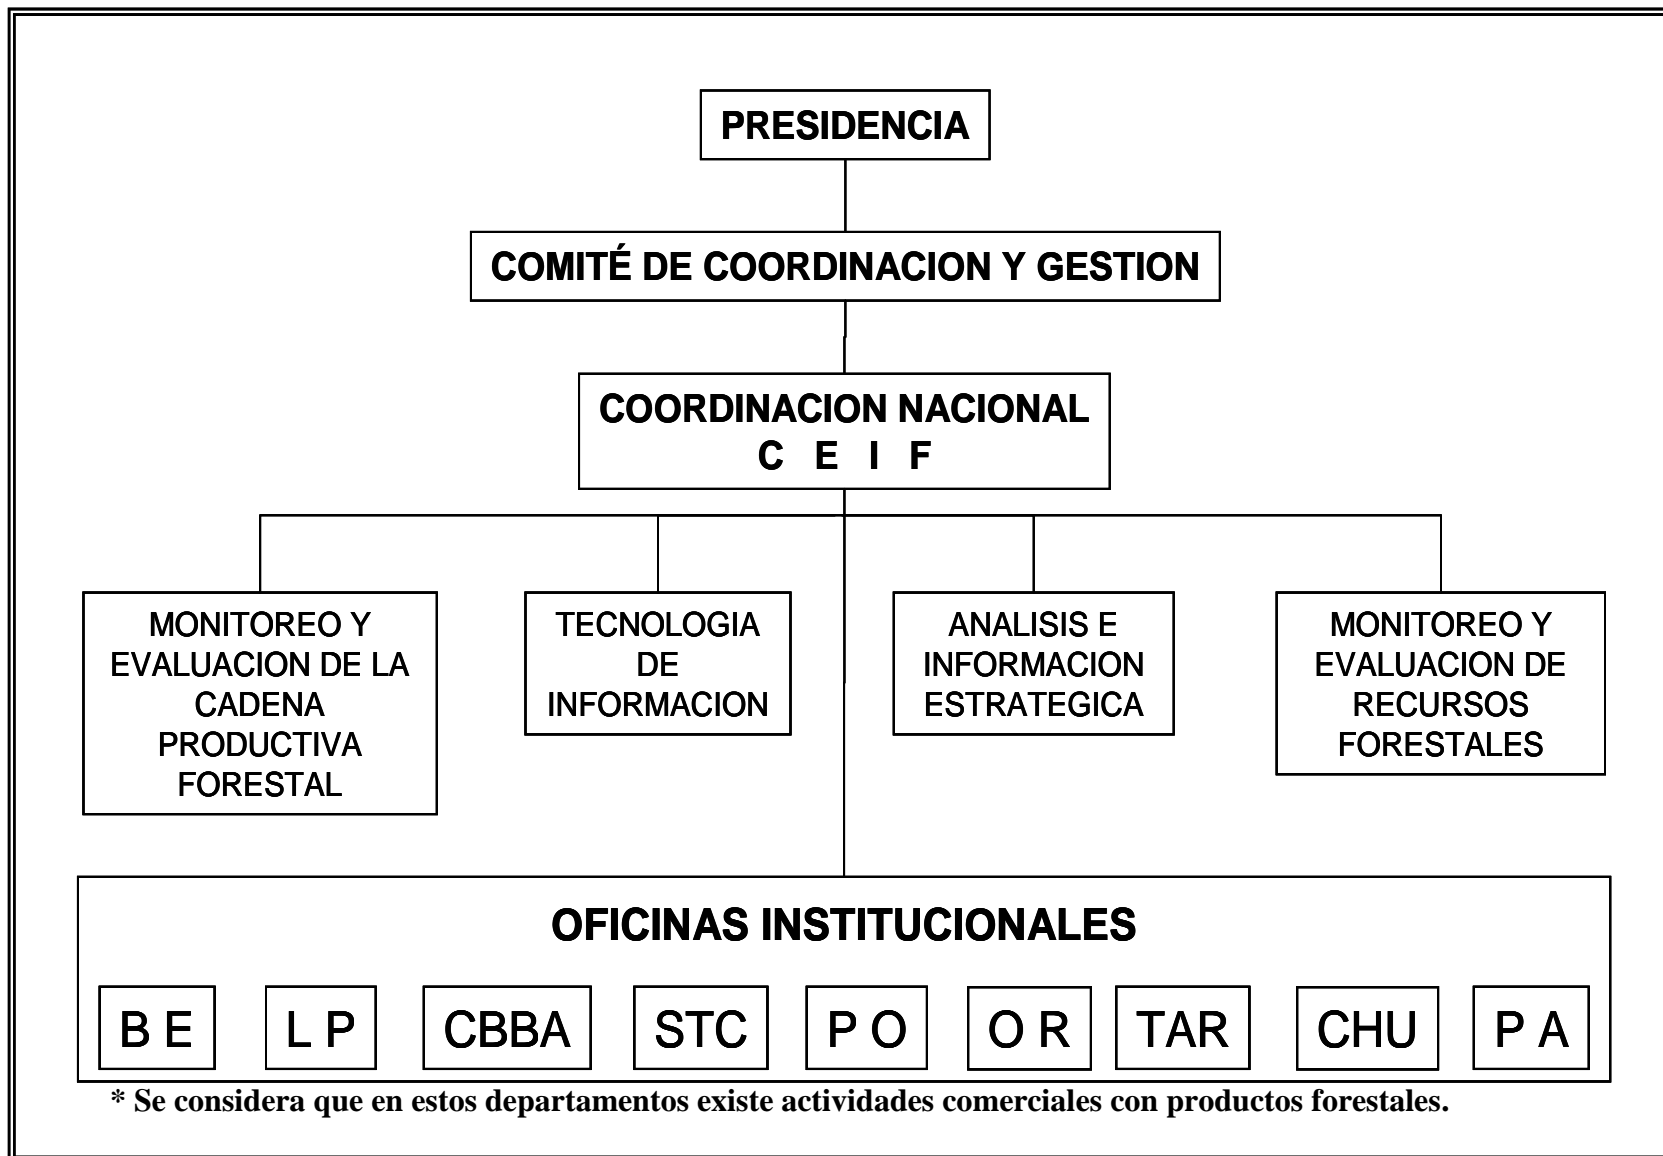 PRESIDENCIA
COMITÉ DE COORDINACION Y GESTION
COORDINACION NACIONAL
C E I F
MONITOREO Y
EVALUACION DE LA
CADENA
PRODUCTIVA
FORESTAL
TECNOLOGIA
DE
INFORMACION
ANALISIS E
INFORMACION
ESTRATEGICA
MONITOREO Y
EVALUACION DE
RECURSOS
FORESTALES
OFICINAS INSTITUCIONALES
B E L P CBBA STC P O O R TAR CHU P A
* Se considera que en estos departamentos existe actividades comerciales con productos forestales.